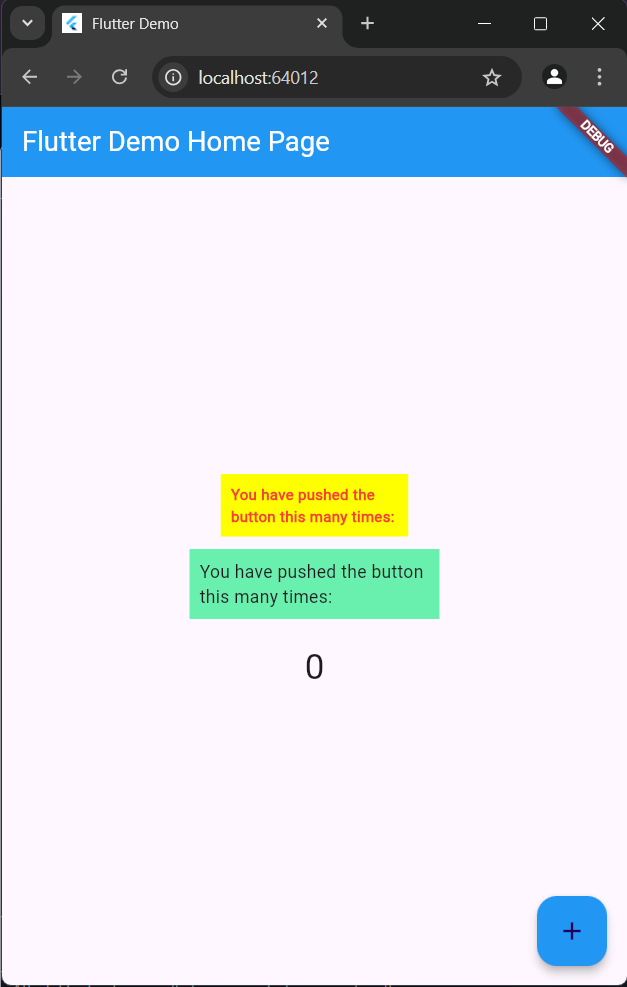 Flutter Demo
localhost:64012
Flutter Demo Home Page
DEBUG
You have pushed the
button this many times:
You have pushed the button
this many times:
0